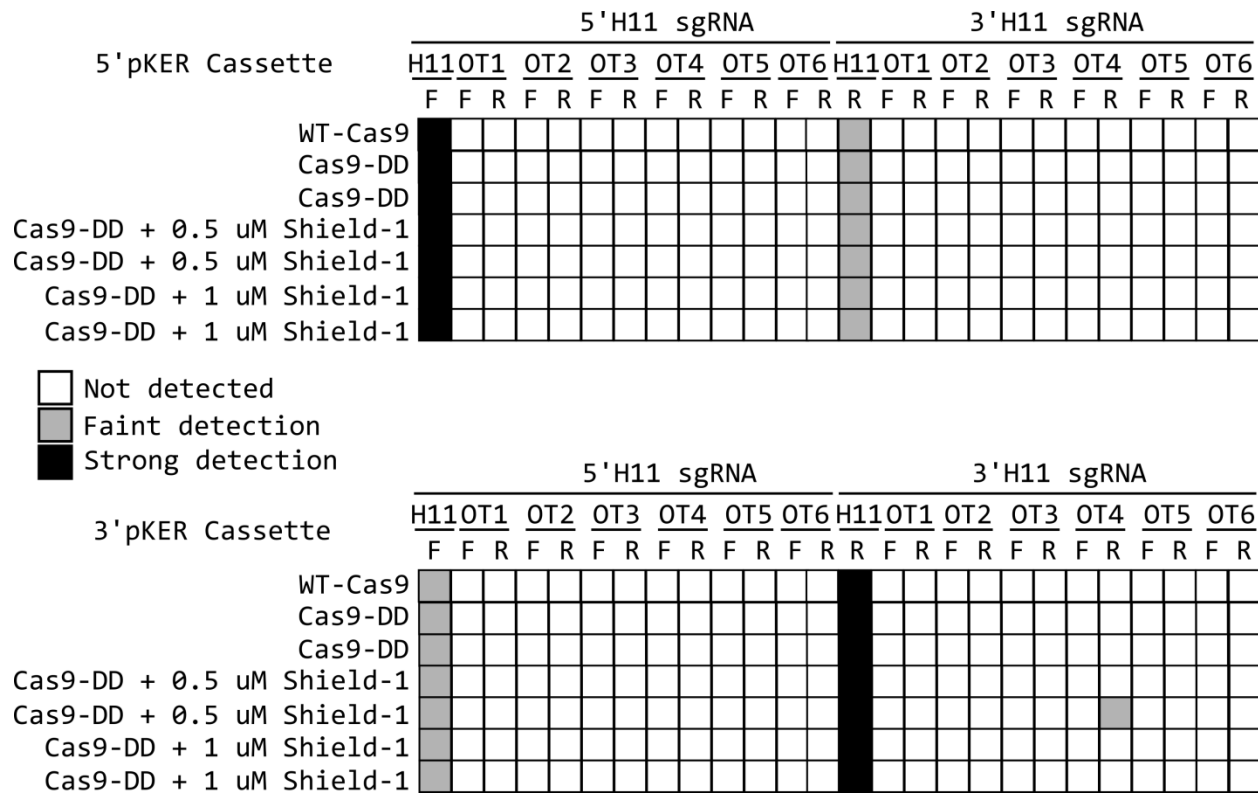 5'H11 sgRNA 3'H11 sgRNA
5'pKER Cassette H11 OT1 OT2 OT3 OT4 OT5 OT6 H11 OT1 OT2 OT3 OT4 OT5 OT6
F F R F R F R F R F R F R R F R F R F R F R F R F R
WT-Cas9
Cas9-DD
Cas9-DD
Cas9-DD + 0.5 uM Shield-1
Cas9-DD + 0.5 uM Shield-1
Cas9-DD + 1 uM Shield-1
Cas9-DD + 1 uM Shield-1
Not detected
Faint detection
Strong detection
5'H11 sgRNA 3'H11 sgRNA
3'pKER Cassette H11 OT1 OT2 OT3 OT4 OT5 OT6 H11 OT1 OT2 OT3 OT4 OT5 OT6
F F R F R F R F R F R F R R F R F R F R F R F R F R
WT-Cas9
Cas9-DD
Cas9-DD
Cas9-DD + 0.5 uM Shield-1
Cas9-DD + 0.5 uM Shield-1
Cas9-DD + 1 uM Shield-1
Cas9-DD + 1 uM Shield-1